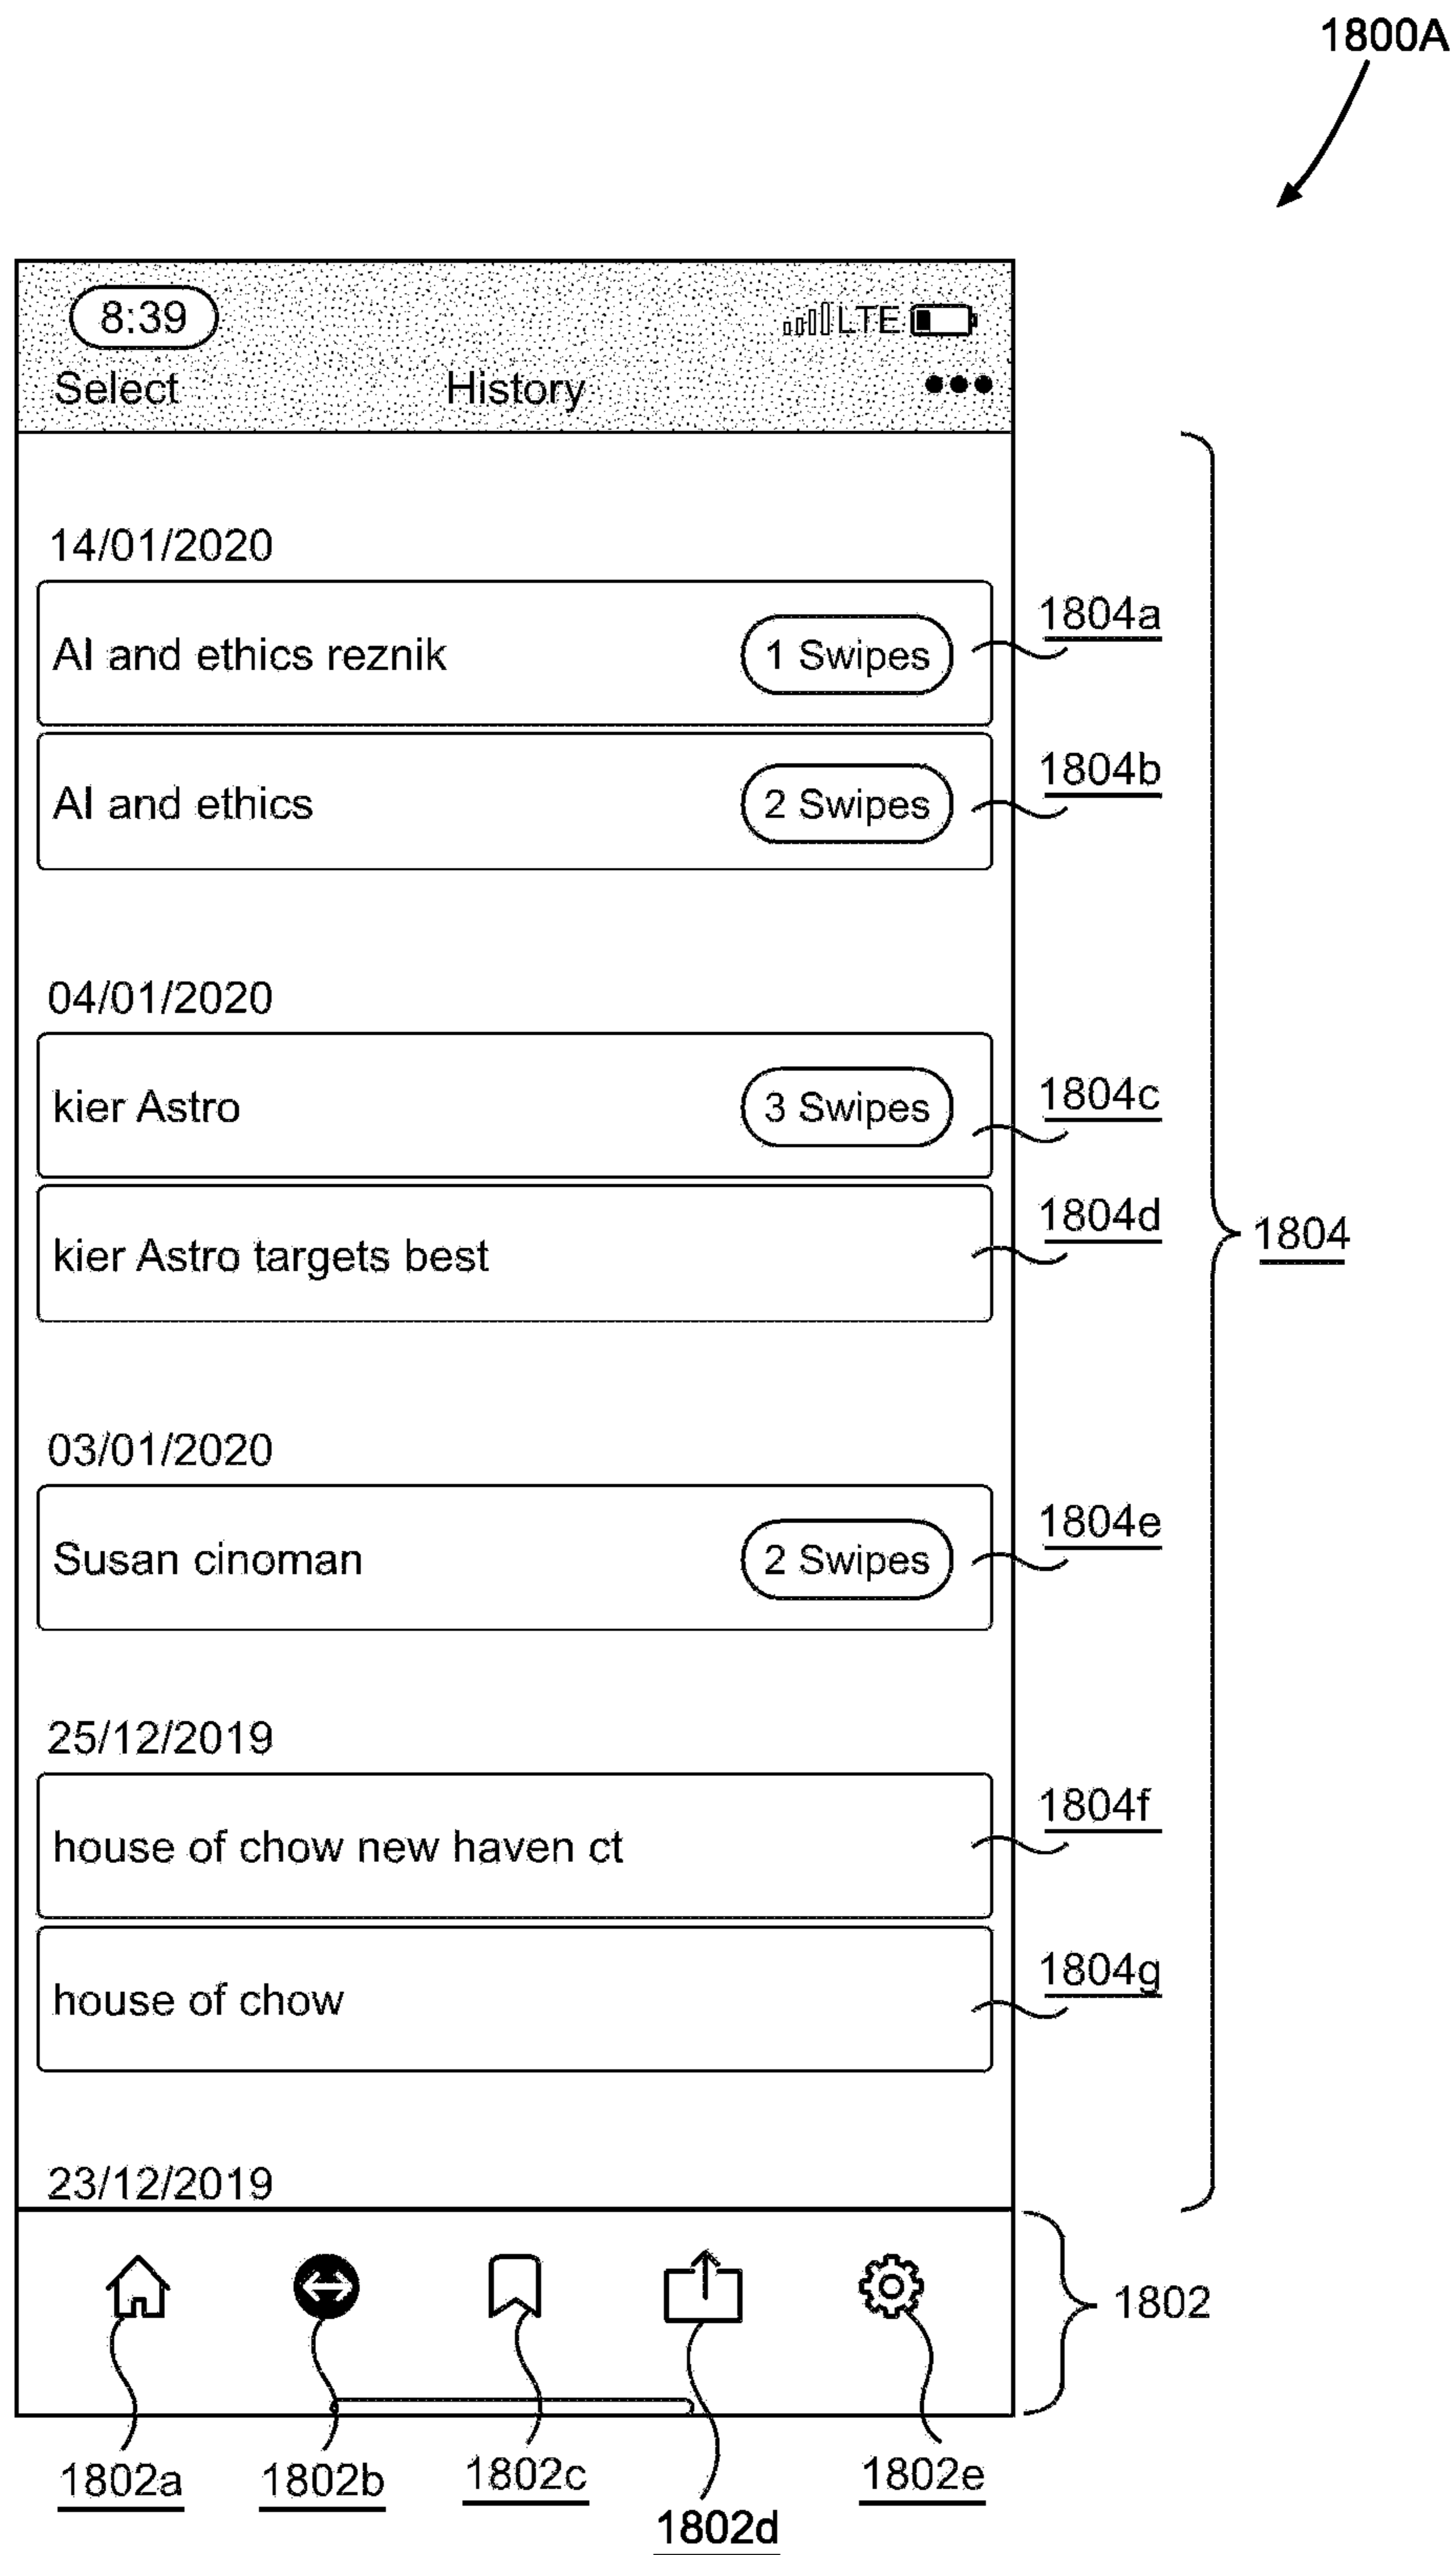 1800A
8:39 LTE
Select History
14/01/2020
AI and ethics reznik 1 Swipes 1804a
AI and ethics 2 Swipes 1804b
04/01/2020
kier Astro 3 Swipes 1804c
kier Astro targets best 1804d
1804
03/01/2020
Susan cinoman 2 Swipes 1804e
25/12/2019
house of chow new haven ct 1804f
house of chow 1804g
23/12/2019
1802
1802a 1802b 1802c 1802e
1802d